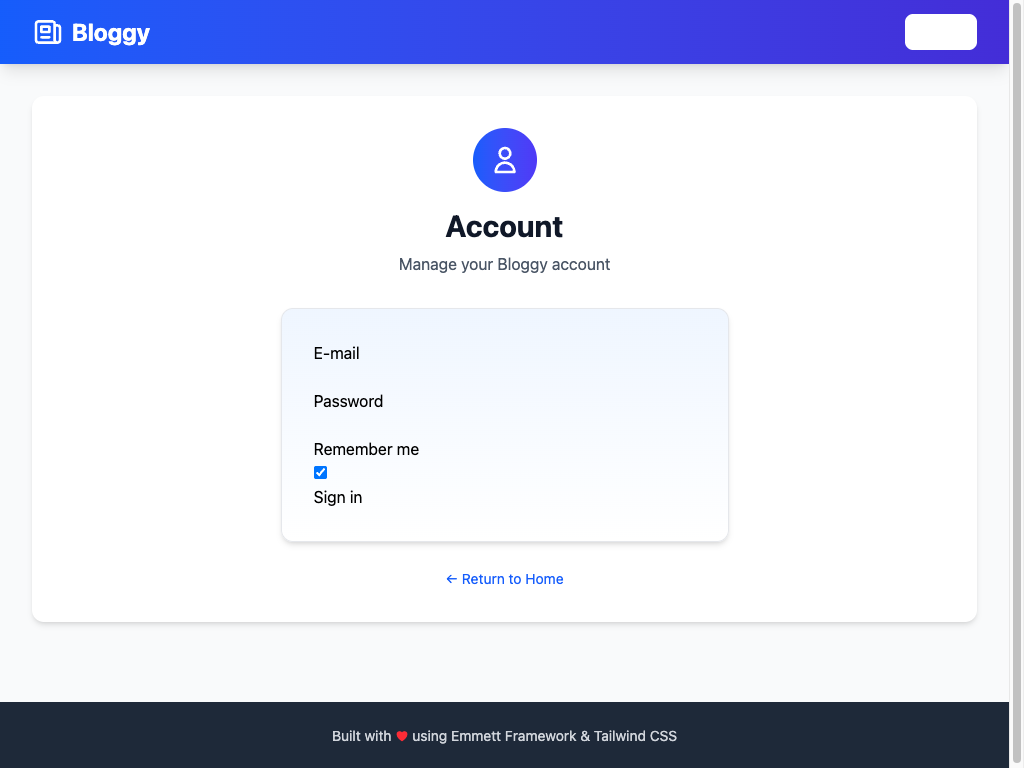 Bloggy
Account
Manage your Bloggy account
E-mail
Password
Remember me
Sign in
← Return to Home
Built with ❤ using Emmett Framework & Tailwind CSS